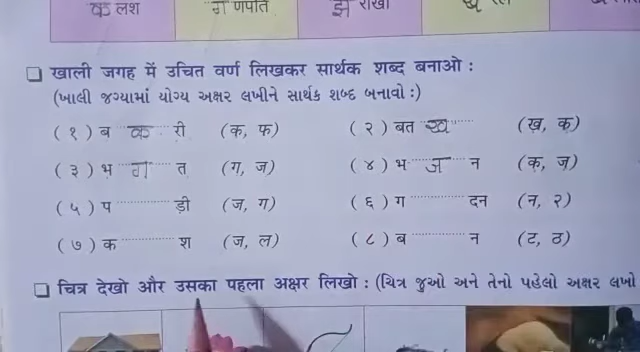 क लश ग णपति झ रोखा
खाली जगह में उचित वर्ण लिखकर सार्थक शब्द बनाओ :
(ખાલી જગ્યામાં યોગ્ય અક્ષર લખીને સાર્થક શબ્દ બનાવો :)
(१) ब क री (क, फ) (२) बत ख (ख, क)
(३) भ ग त (ग, ज) (४) भ ज न (क, ज)
(५) प ड़ी (ज, ग) (६) ग दन (न, र)
(७) क श (ज, ल) (८) ब न (ट, ठ)
चित्र देखो और उसका पहला अक्षर लिखो : (ચિત્ર જુઓ અને તેનો પહેલો અક્ષર લખો